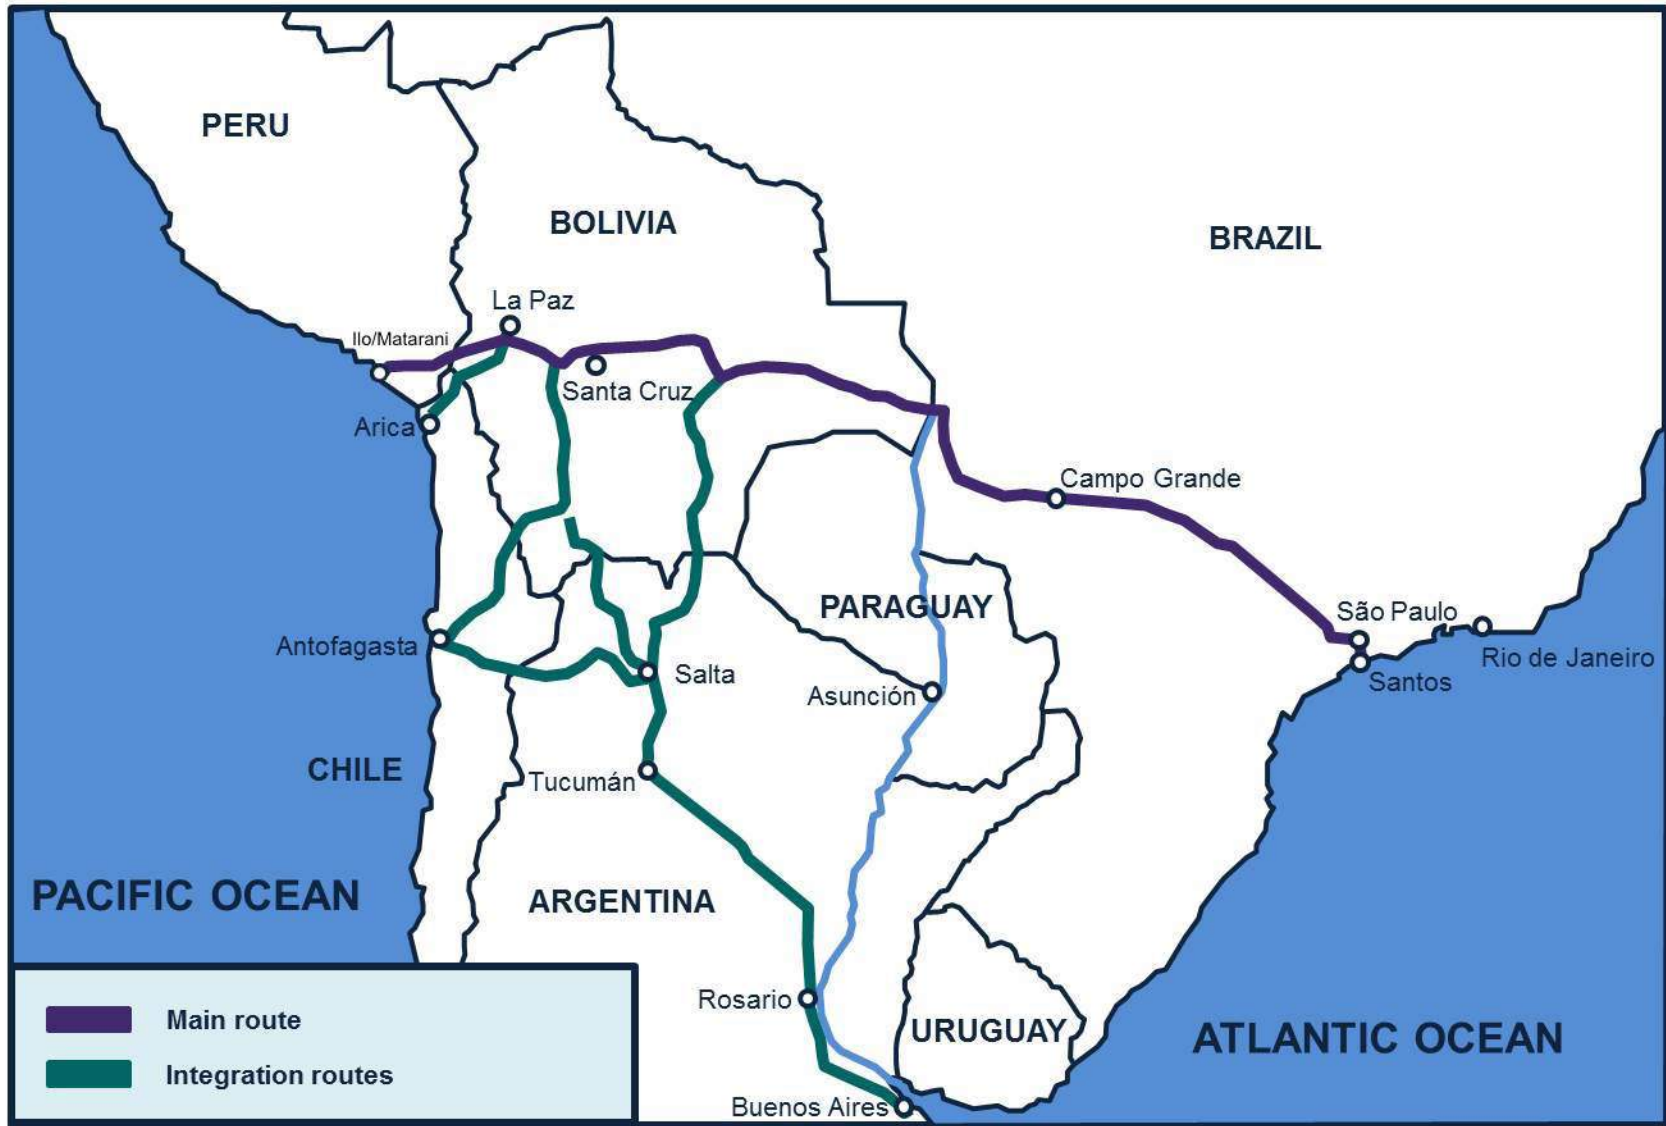 PERU
BOLIVIA
BRAZIL
La Paz
Ilo/Matarani
Santa Cruz
Arica
Campo Grande
PARAGUAY
São Paulo
Antofagasta
Salta
Rio de Janeiro
Asunción
Santos
CHILE
Tucumán
PACIFIC OCEAN
ARGENTINA
Rosario
URUGUAY
ATLANTIC OCEAN
Main route
Integration routes
Buenos Aires